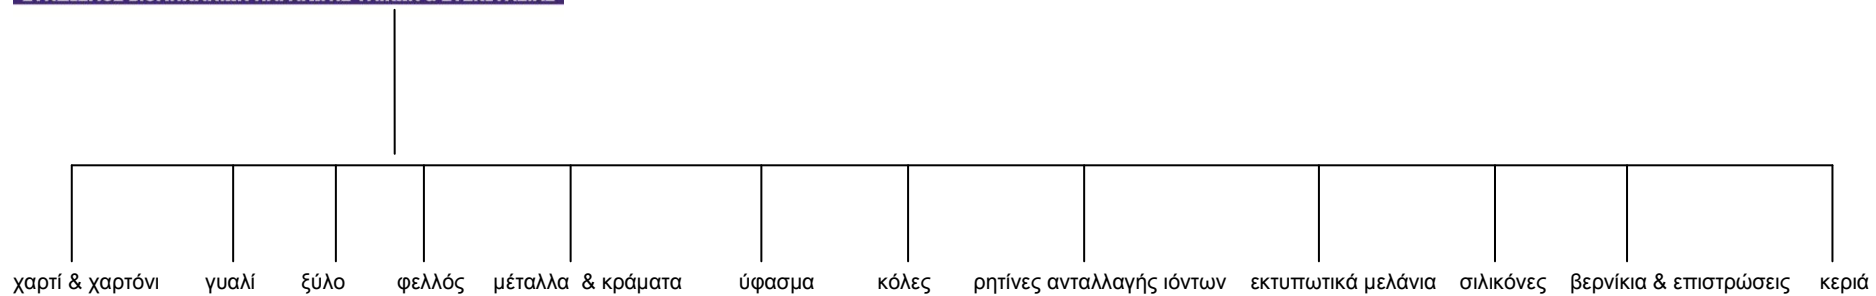 χαρτί & χαρτόνι γυαλί ξύλο φελλός μέταλλα & κράματα ύφασμα κόλες ρητίνες ανταλλαγής ιόντων εκτυπωτικά μελάνια σιλικόνες βερνίκια & επιστρώσεις κεριά